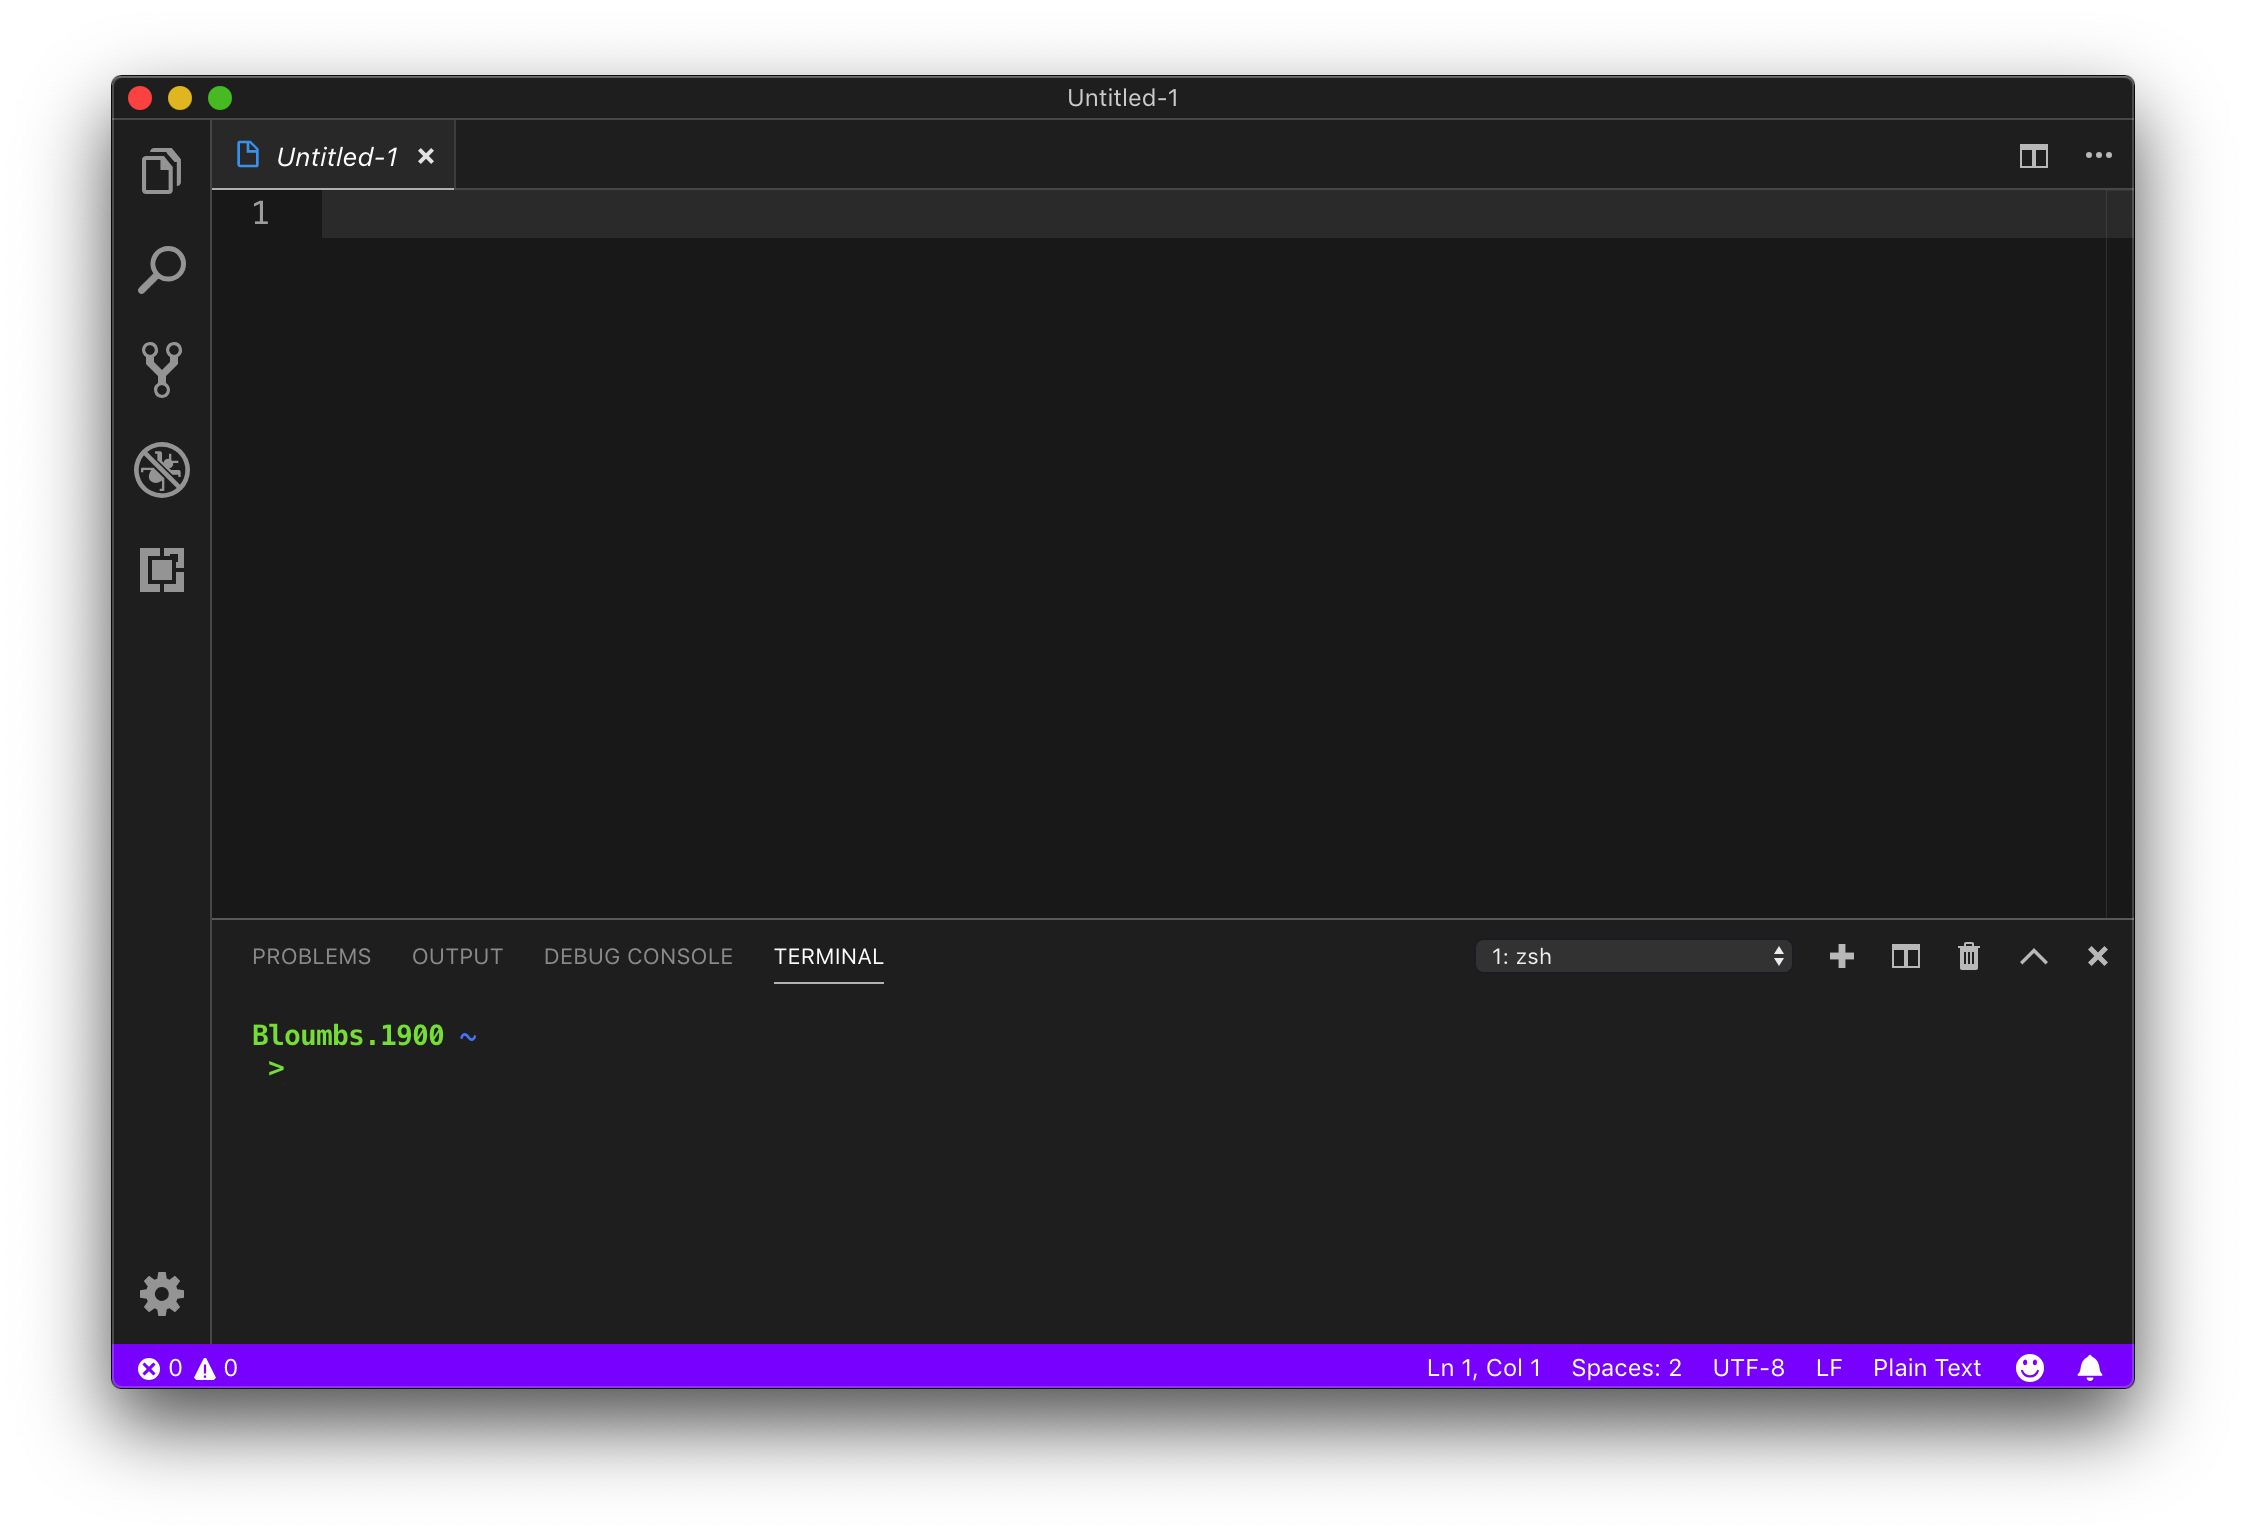 Untitled-1
Untitled-1
1
PROBLEMS OUTPUT DEBUG CONSOLE TERMINAL 1: zsh
Bloumbs.1900 ~
>
0 0 Ln 1, Col 1 Spaces: 2 UTF-8 LF Plain Text